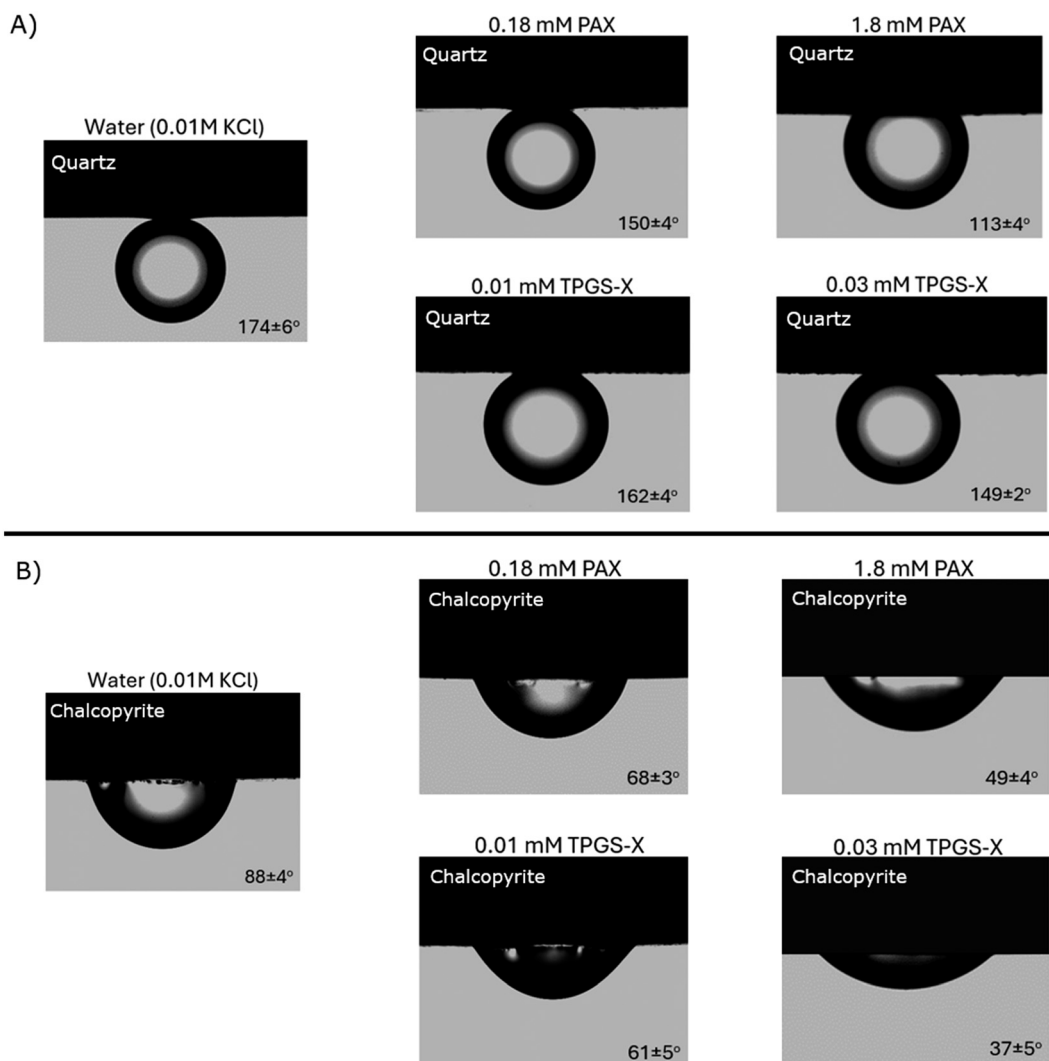 A)
0.18 mM PAX
1.8 mM PAX
Water (0.01M KCl)
Quartz
Quartz
Quartz
174±6°
150±4°
113±4°
0.01 mM TPGS-X
0.03 mM TPGS-X
Quartz
Quartz
162±4°
149±2°
B)
0.18 mM PAX
1.8 mM PAX
Water (0.01M KCl)
Chalcopyrite
Chalcopyrite
Chalcopyrite
88±4°
68±3°
49±4°
0.01 mM TPGS-X
0.03 mM TPGS-X
Chalcopyrite
Chalcopyrite
61±5°
37±5°